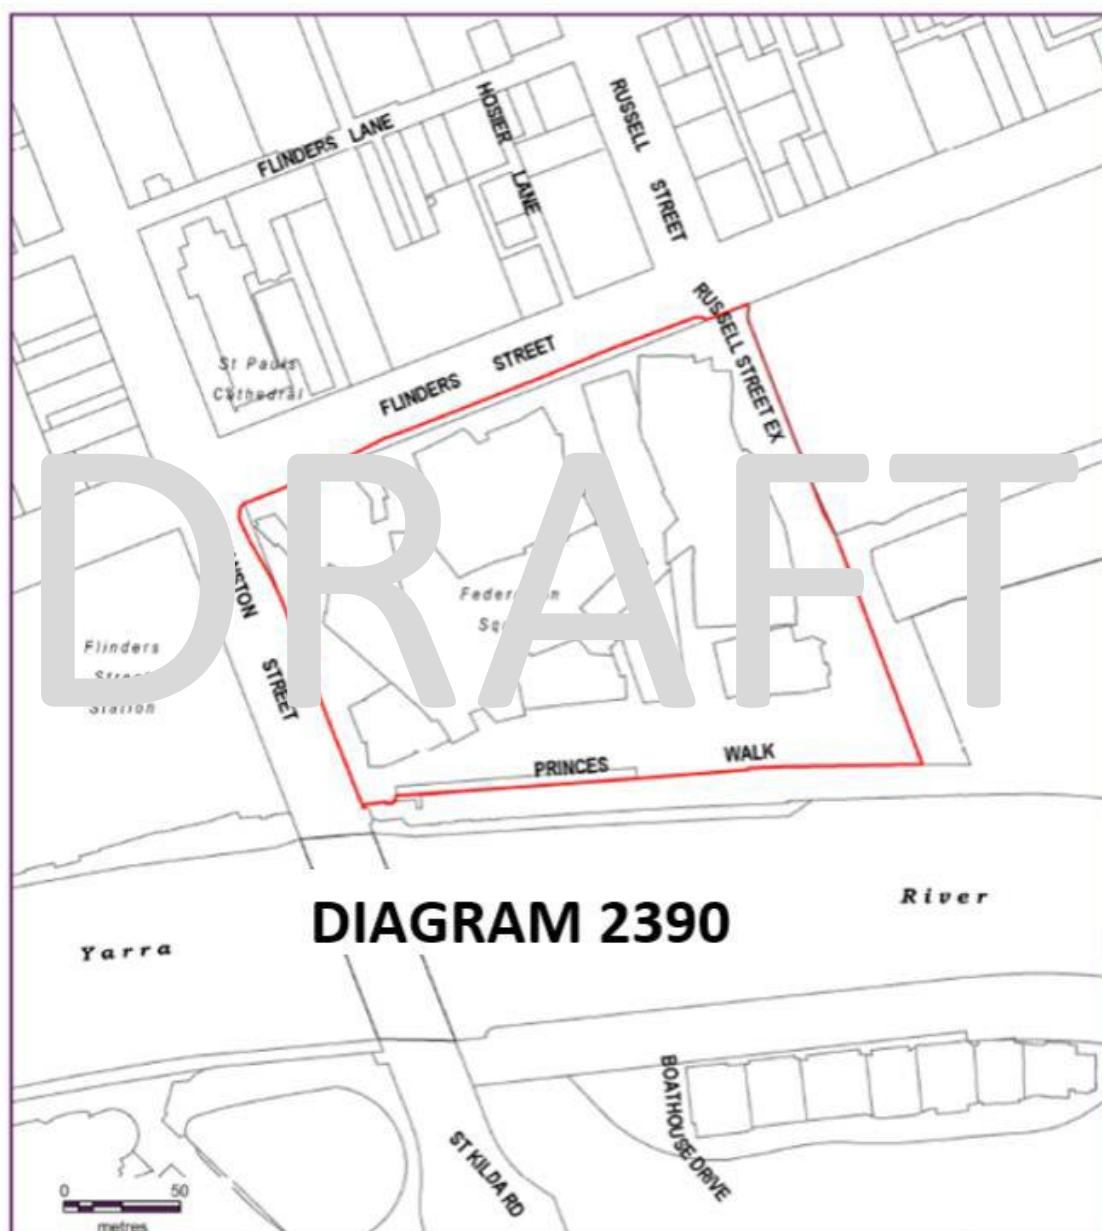 FLINDERS LANE
HOSIER LANE
RUSSELL STREET
RUSSELL STREET EX
FLINDERS STREET
St Pauls
Cathedral
STREET
Flinders
Station
Square
PRINCES WALK
DRAFT
DIAGRAM 2390
Yarra River
BOATHOUSE DRIVE
ST KILDA RD
0 50
metres